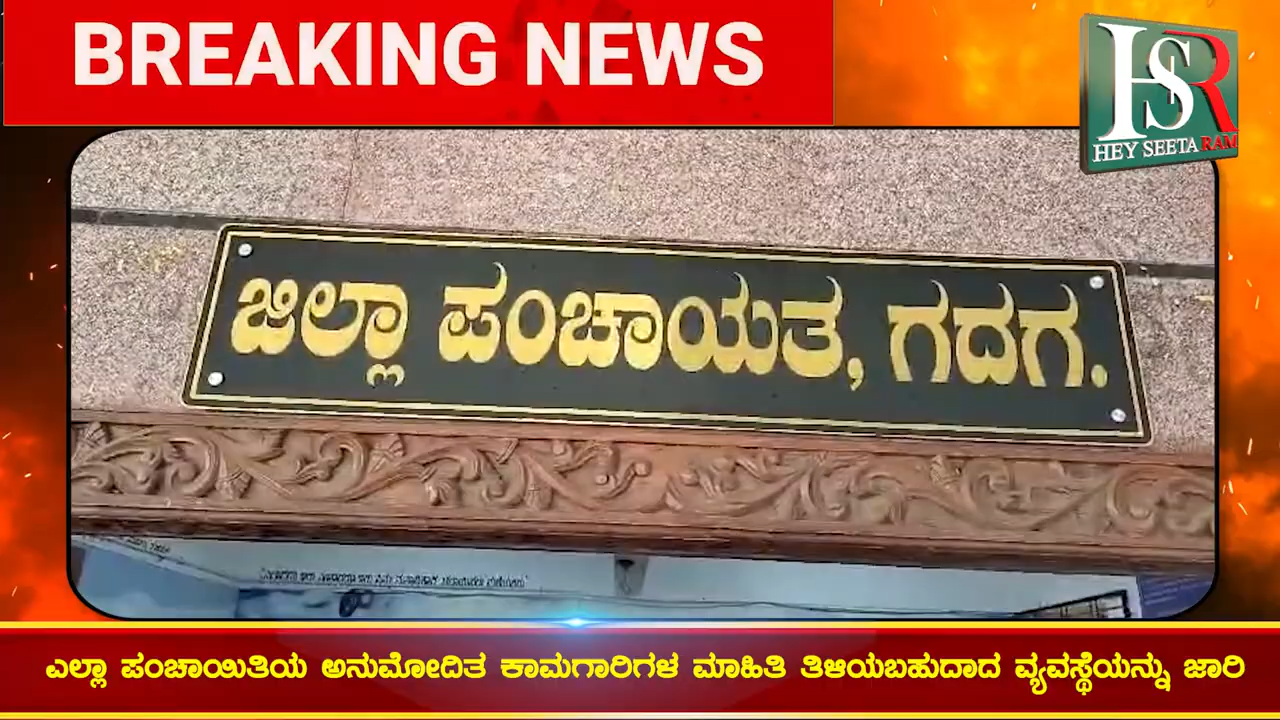 BREAKING NEWS
HSR
HEY SEETA RAM
ಜಿಲ್ಲಾ ಪಂಚಾಯತ, ಗದಗ.
ಎಲ್ಲಾ ಪಂಚಾಯಿತಿಯ ಅನುಮೋದಿತ ಕಾಮಗಾರಿಗಳ ಮಾಹಿತಿ ತಿಳಿಯಬಹುದಾದ ವ್ಯವಸ್ಥೆಯನ್ನು ಜಾರಿ